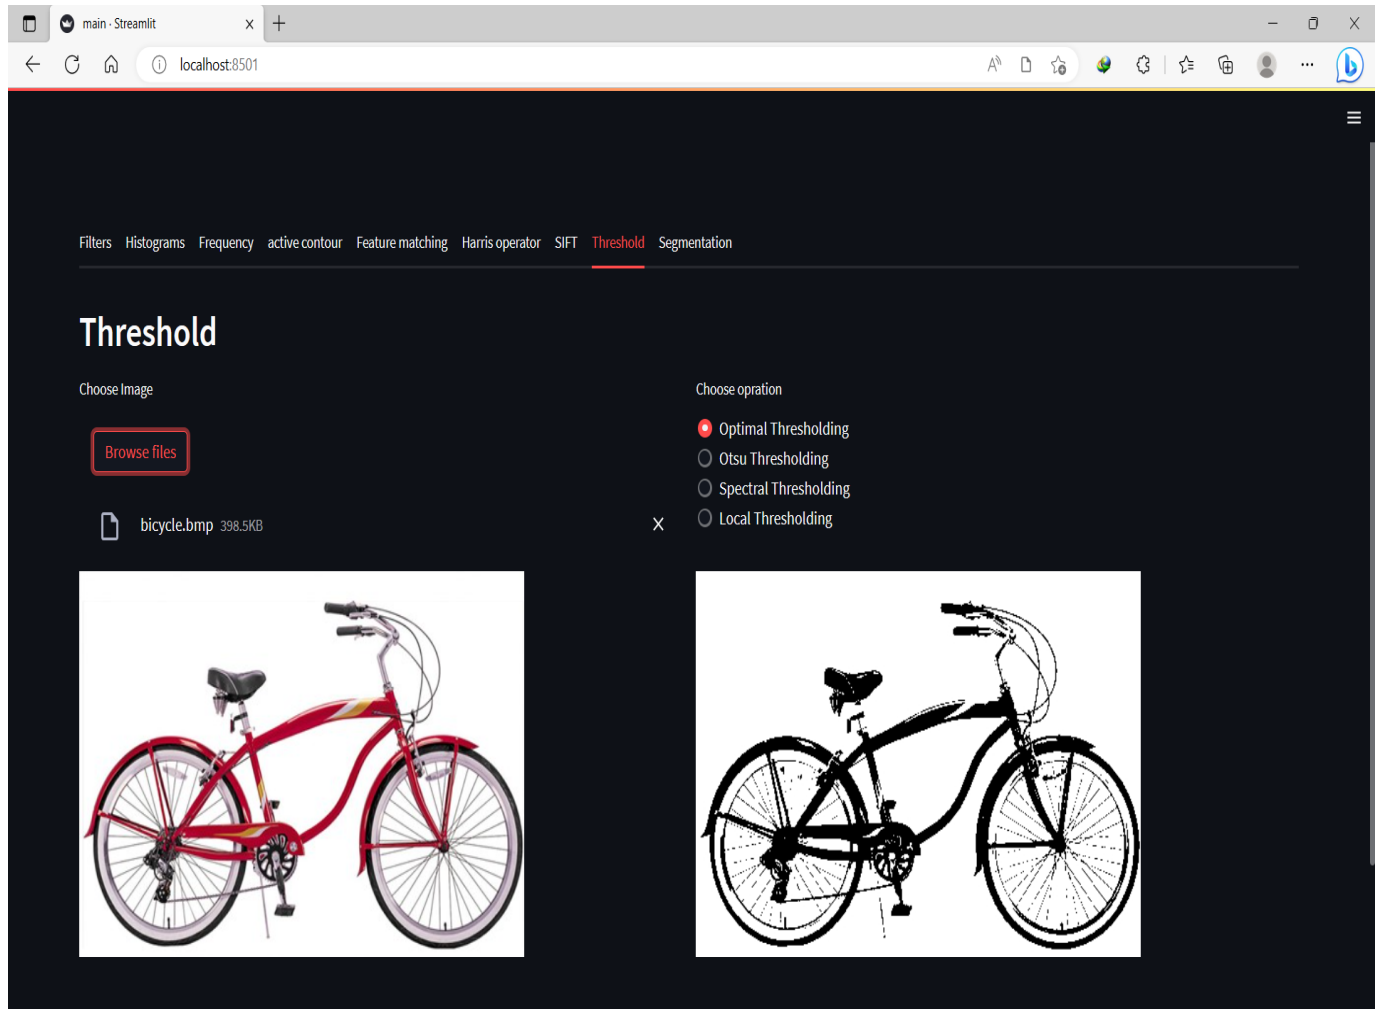 main · Streamlit
localhost:8501
Filters Histograms Frequency active contour Feature matching Harris operator SIFT Threshold Segmentation
Threshold
Choose Image
Choose opration
Browse files
Optimal Thresholding
Otsu Thresholding
Spectral Thresholding
Local Thresholding
bicycle.bmp 398.5KB